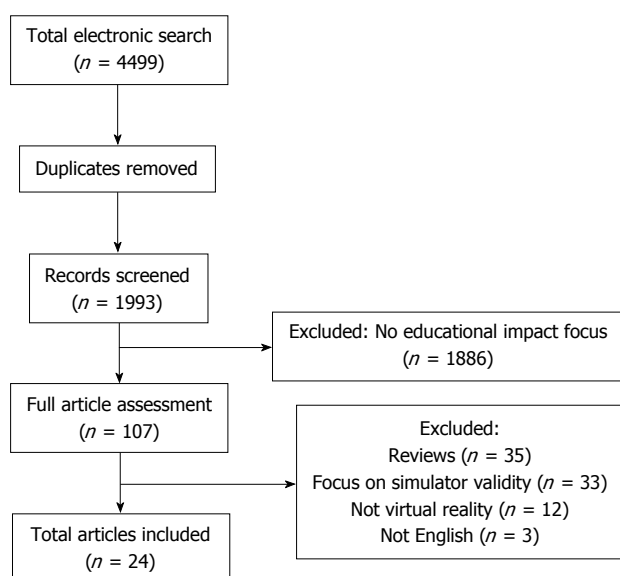 Total electronic search
(n = 4499)
Duplicates removed
Records screened
(n = 1993)
Excluded: No educational impact focus
(n = 1886)
Full article assessment
(n = 107)
Excluded:
Reviews (n = 35)
Focus on simulator validity (n = 33)
Not virtual reality (n = 12)
Not English (n = 3)
Total articles included
(n = 24)